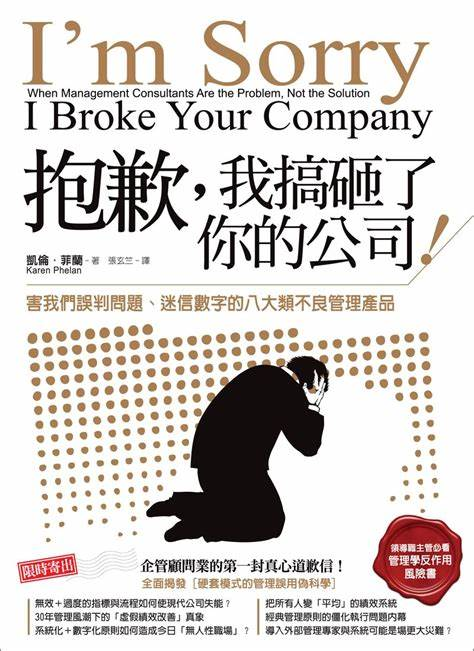 I'm Sorry
When Management Consultants Are the Problem, Not the Solution
I Broke Your Company
抱歉，我搞砸了
你的公司！
凱倫．菲蘭－著 張玄竺－譯
Karen Phelan
害我們誤判問題、迷信數字的八大類不良管理產品
限時寄出
企管顧問業的第一封真心道歉信！
全面揭發［硬套模式的管理誤用偽科學］
領導職主管必看
管理學反作用
風險書
無效＋過度的指標與流程如何使現代公司失能？
30年管理風潮下的「虛假績效改善」真象
系統化＋數字化原則如何造成今日「無人性職場」？
把所有人變「平均」的績效系統
經典管理原則的僵化執行問題內幕
導入外部管理專家與系統可能是場更大災難？